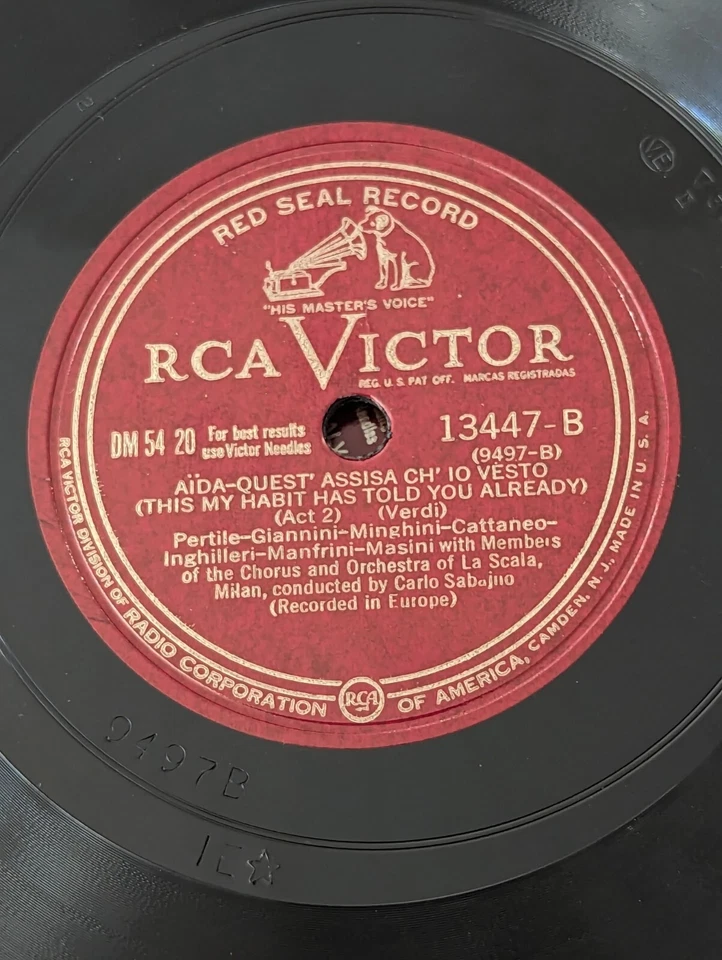 RED SEAL RECORD
"HIS MASTER'S VOICE"
RCA VICTOR
REG. U.S. PAT OFF. MARCAS REGISTRADAS
DM 54 20 For best results use Victor Needles
13447-B
(9497-B)
AÏDA-QUEST' ASSISA CH' IO VESTO
(THIS MY HABIT HAS TOLD YOU ALREADY)
(Act 2) (Verdi)
Pertile-Giannini-Minghini-Cattaneo-
Inghilleri-Manfrini-Masini with Members
of the Chorus and Orchestra of La Scala,
Milan, conducted by Carlo Sabajno
(Recorded in Europe)
RCA VICTOR DIVISION OF RADIO CORPORATION OF AMERICA, CAMDEN, N.J. MADE IN U.S.A.
RCA
9497B
1E
VE